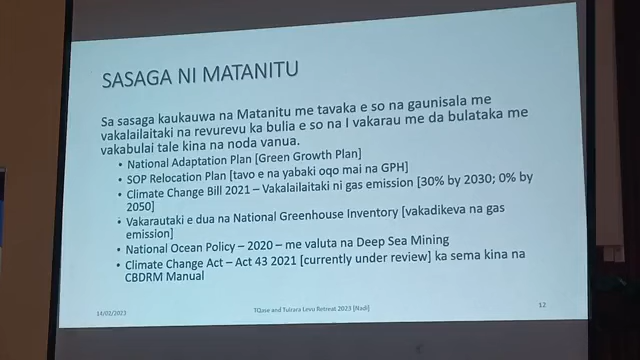 SASAGA NI MATANITU
Sa sasaga kaukauwa na Matanitu me tavaka e so na gaunisala me
vakalailaitaki na revurevu ka bulia e so na I vakarau me da bulataka me
vakabulai tale kina na noda vanua.
• National Adaptation Plan [Green Growth Plan]
• SOP Relocation Plan [tavo e na yabaki oqo mai na GPH]
• Climate Change Bill 2021 – Vakalailaitaki ni gas emission [30% by 2030; 0% by
2050]
• Vakarautaki e dua na National Greenhouse Inventory [vakadikeva na gas
emission]
• National Ocean Policy – 2020 – me valuta na Deep Sea Mining
• Climate Change Act – Act 43 2021 [currently under review] ka sema kina na
CBDRM Manual
14/02/2023
TQase and Tuirara Levu Retreat 2023 [Nadi]
12